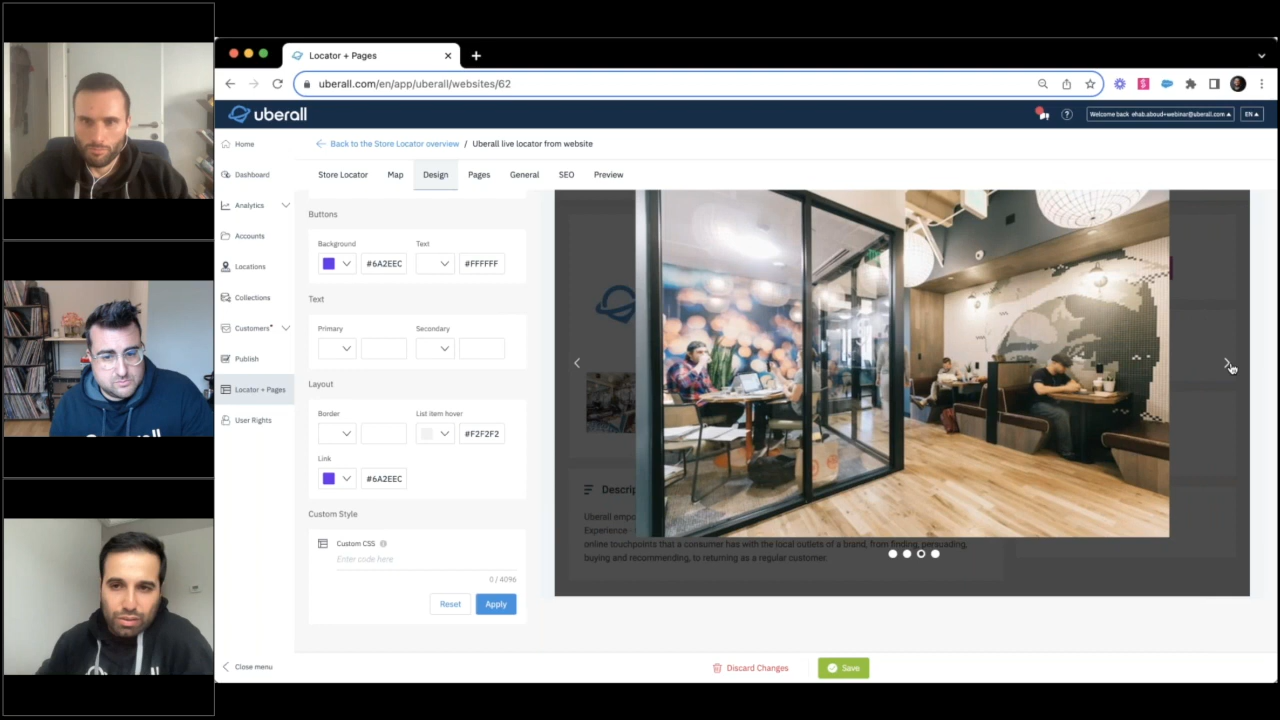 Locator + Pages
uberall.com/en/app/uberall/websites/62
uberall
Welcome back ehab.aboud+webinar@uberall.com
EN
Back to the Store Locator overview / Uberall live locator from website
Store Locator Map Design Pages General SEO Preview
Home
Dashboard
Analytics
Accounts
Locations
Collections
Customers
Publish
Locator + Pages
User Rights
Close menu
Buttons
Background Text
#6A2EEC #FFFFFF
Text
Primary Secondary
Layout
Border List item hover
#F2F2F2
Link
#6A2EEC
Custom Style
Custom CSS
Enter code here
0 / 4096
Reset Apply
Descrip
Uberall empo
Experience-
online touchpoints that a consumer has with the local outlets of a brand, from finding, persuading,
buying and recommending, to returning as a regular customer.
Discard Changes Save